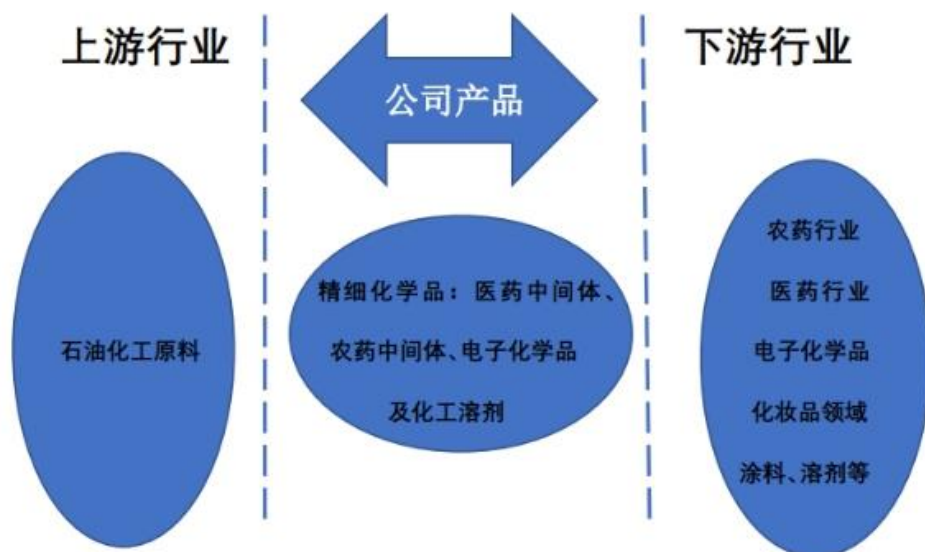 上游行业
公司产品
下游行业
石油化工原料
精细化学品：医药中间体、
农药中间体、电子化学品
及化工溶剂
农药行业
医药行业
电子化学品
化妆品领域
涂料、溶剂等